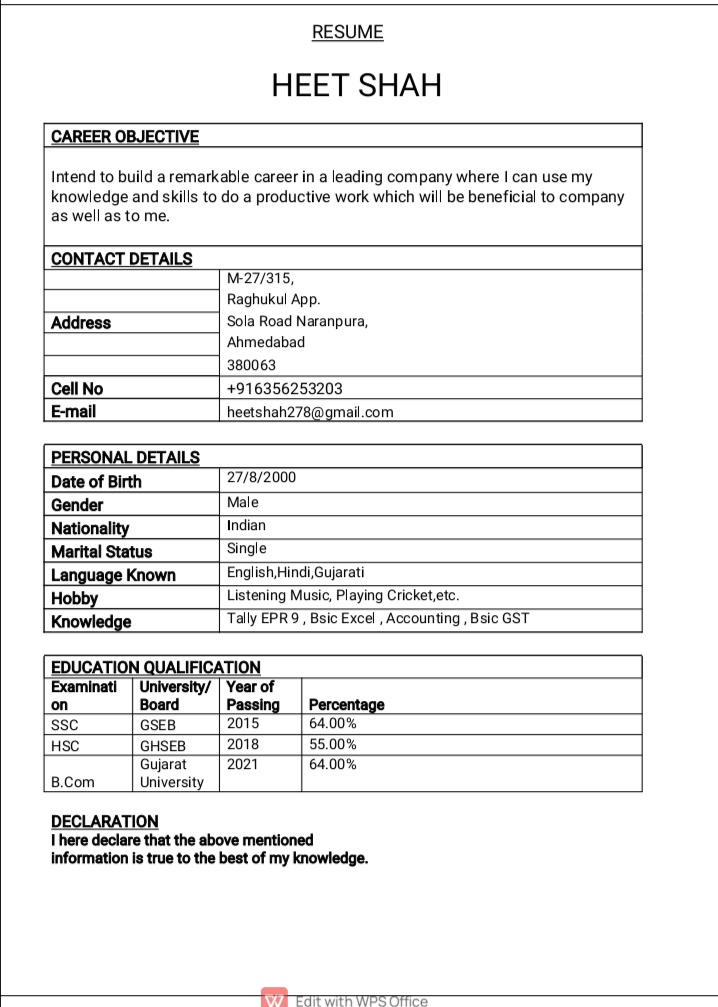 RESUME
HEET SHAH
CAREER OBJECTIVE
Intend to build a remarkable career in a leading company where I can use my
knowledge and skills to do a productive work which will be beneficial to company
as well as to me.
CONTACT DETAILS
M-27/315,
Raghukul App.
Address Sola Road Naranpura,
Ahmedabad
380063
Cell No +916356253203
E-mail heetshah278@gmail.com
PERSONAL DETAILS
Date of Birth 27/8/2000
Gender Male
Nationality Indian
Marital Status Single
Language Known English,Hindi,Gujarati
Hobby Listening Music, Playing Cricket,etc.
Knowledge Tally EPR 9 , Bsic Excel , Accounting , Bsic GST
EDUCATION QUALIFICATION
Examinati University/ Year of
on Board Passing Percentage
SSC GSEB 2015 64.00%
HSC GHSEB 2018 55.00%
Gujarat 2021 64.00%
B.Com University
DECLARATION
I here declare that the above mentioned
information is true to the best of my knowledge.
Edit with WPS Office